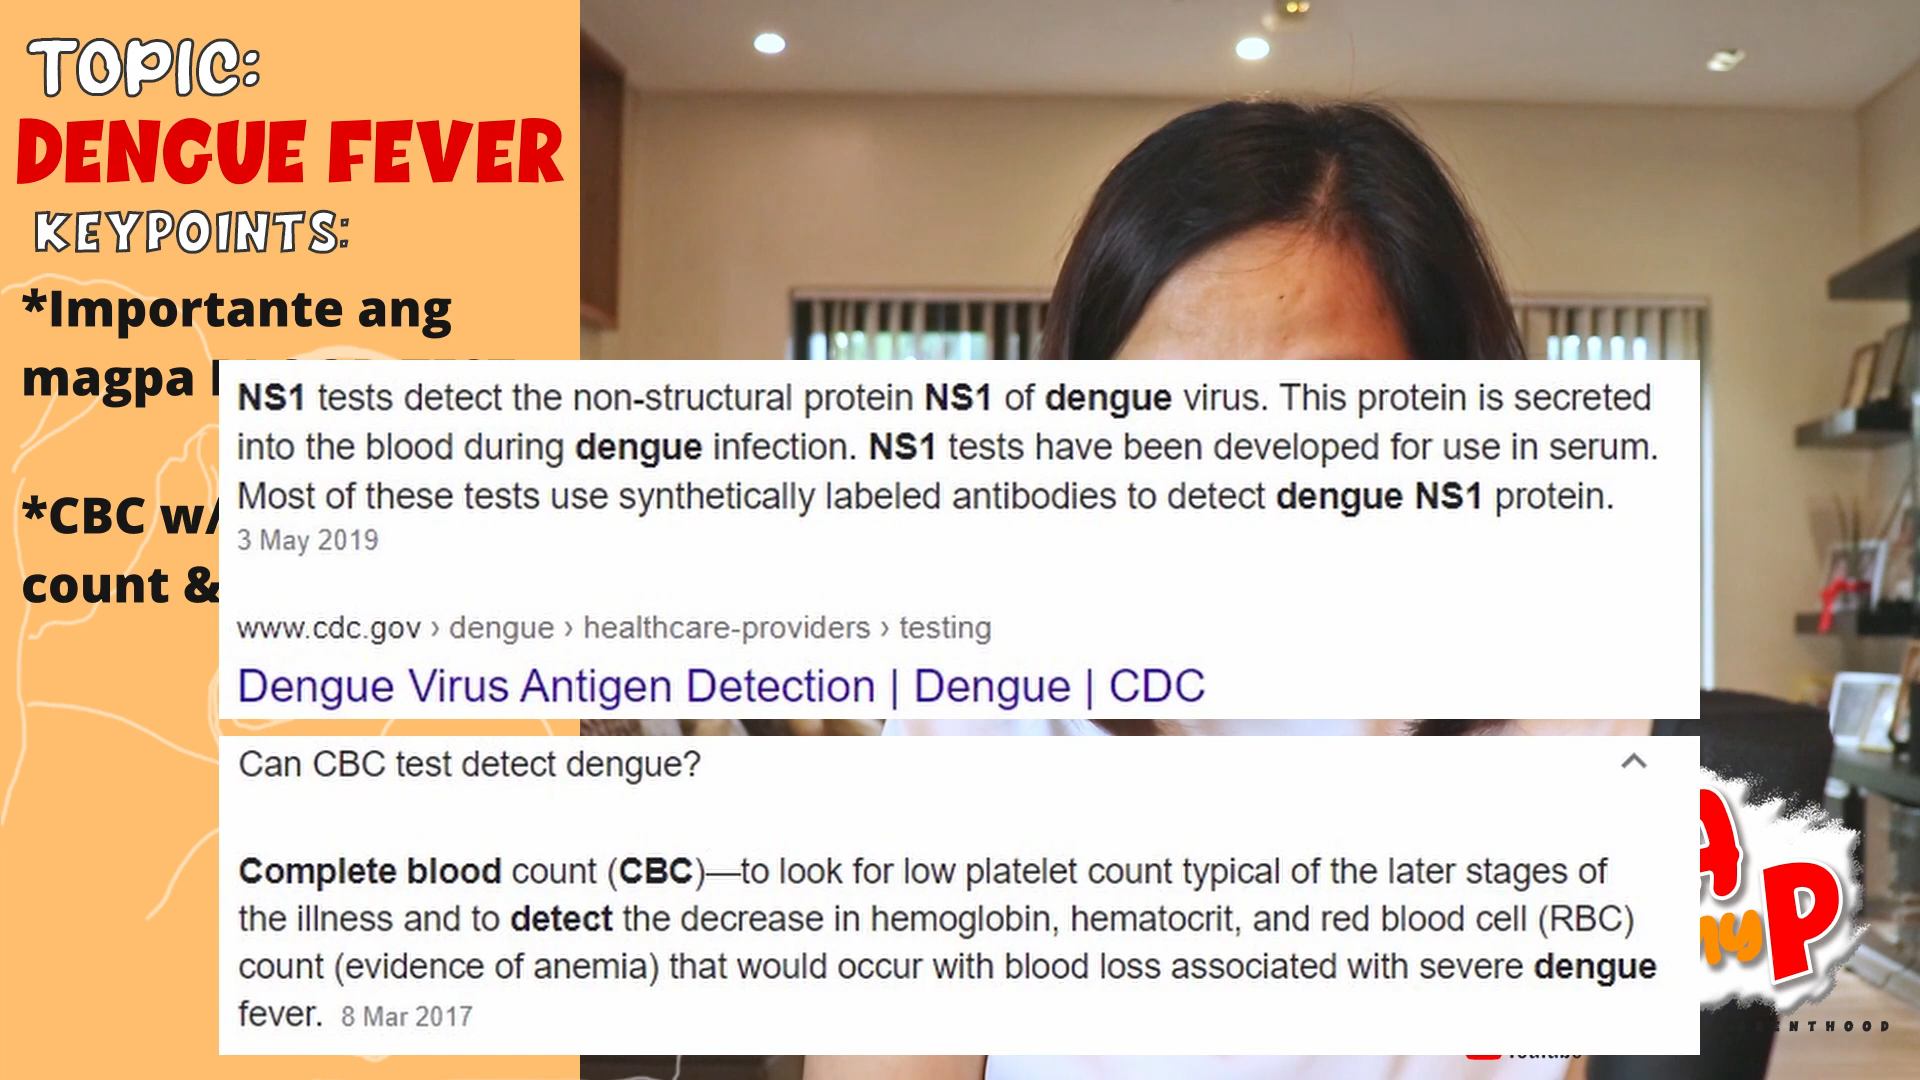 TOPIC:
DENGUE FEVER
KEYPOINTS:
*Importante ang
magpa
*CBC w/
count &
NS1 tests detect the non-structural protein NS1 of dengue virus. This protein is secreted
into the blood during dengue infection. NS1 tests have been developed for use in serum.
Most of these tests use synthetically labeled antibodies to detect dengue NS1 protein.
3 May 2019
www.cdc.gov › dengue › healthcare-providers › testing
Dengue Virus Antigen Detection | Dengue | CDC
Can CBC test detect dengue?
Complete blood count (CBC)—to look for low platelet count typical of the later stages of
the illness and to detect the decrease in hemoglobin, hematocrit, and red blood cell (RBC)
count (evidence of anemia) that would occur with blood loss associated with severe dengue
fever. 8 Mar 2017